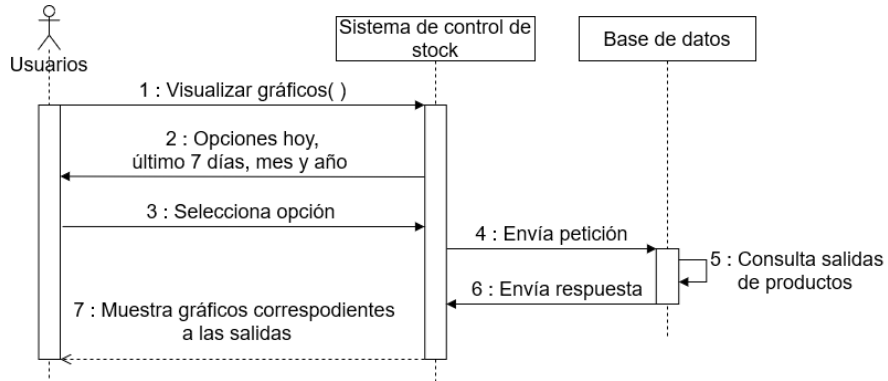 Usuarios
Sistema de control de
stock
Base de datos
1 : Visualizar gráficos( )
2 : Opciones hoy,
último 7 días, mes y año
3 : Selecciona opción
4 : Envía petición
5 : Consulta salidas
de productos
6 : Envía respuesta
7 : Muestra gráficos correspodientes
a las salidas